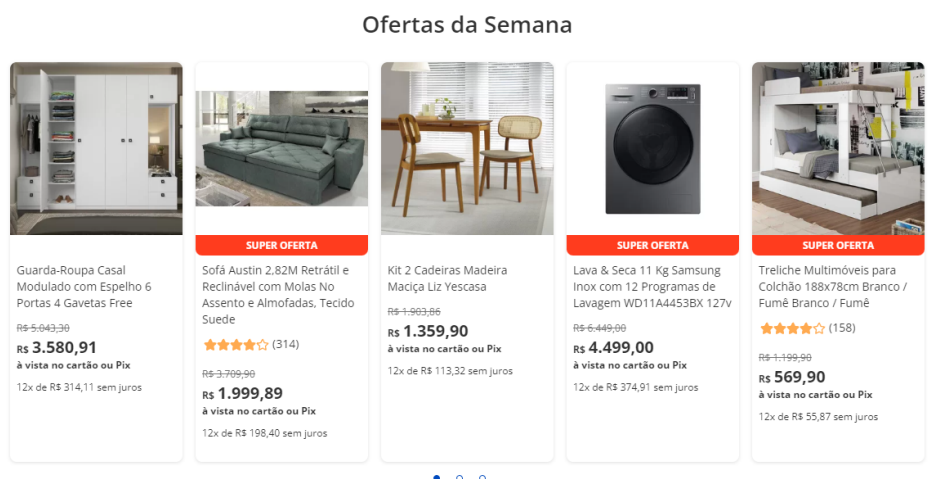 Ofertas da Semana
Guarda-Roupa Casal
Modulado com Espelho 6
Portas 4 Gavetas Free
R$ 5.043,30
R$ 3.580,91
à vista no cartão ou Pix
12x de R$ 314,11 sem juros
SUPER OFERTA
Sofá Austin 2,82M Retrátil e
Reclinável com Molas No
Assento e Almofadas, Tecido
Suede
(314)
R$ 3.709,90
R$ 1.999,89
à vista no cartão ou Pix
12x de R$ 198,40 sem juros
Kit 2 Cadeiras Madeira
Maciça Liz Yescasa
R$ 1.903,86
R$ 1.359,90
à vista no cartão ou Pix
12x de R$ 113,32 sem juros
SUPER OFERTA
Lava & Seca 11 Kg Samsung
Inox com 12 Programas de
Lavagem WD11A4453BX 127v
R$ 6.449,00
R$ 4.499,00
à vista no cartão ou Pix
12x de R$ 374,91 sem juros
SUPER OFERTA
Treliche Multimóveis para
Colchão 188x78cm Branco /
Fumê Branco / Fumê
(158)
R$ 1.199,90
R$ 569,90
à vista no cartão ou Pix
12x de R$ 55,87 sem juros